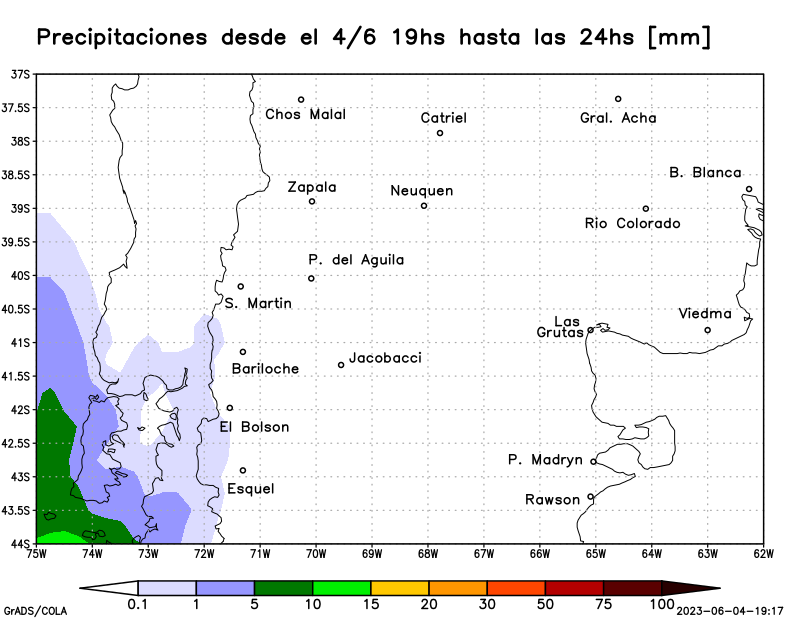 Precipitaciones desde el 4/6 19hs hasta las 24hs [mm]
37S
Chos Malal
Gral. Acha
37.5S
Catriel
38S
B. Blanca
38.5S
Zapala
Neuquen
39S
Rio Colorado
39.5S
P. del Aguila
40S
S. Martin
40.5S
Viedma
Las
Grutas
41S
Jacobacci
Bariloche
41.5S
42S
El Bolson
42.5S
P. Madryn
43S
Esquel
Rawson
43.5S
44S
75W 74W 73W 72W 71W 70W 69W 68W 67W 66W 65W 64W 63W 62W
0.1 1 5 10 15 20 30 50 75 100
GrADS/COLA 2023-06-04-19:17